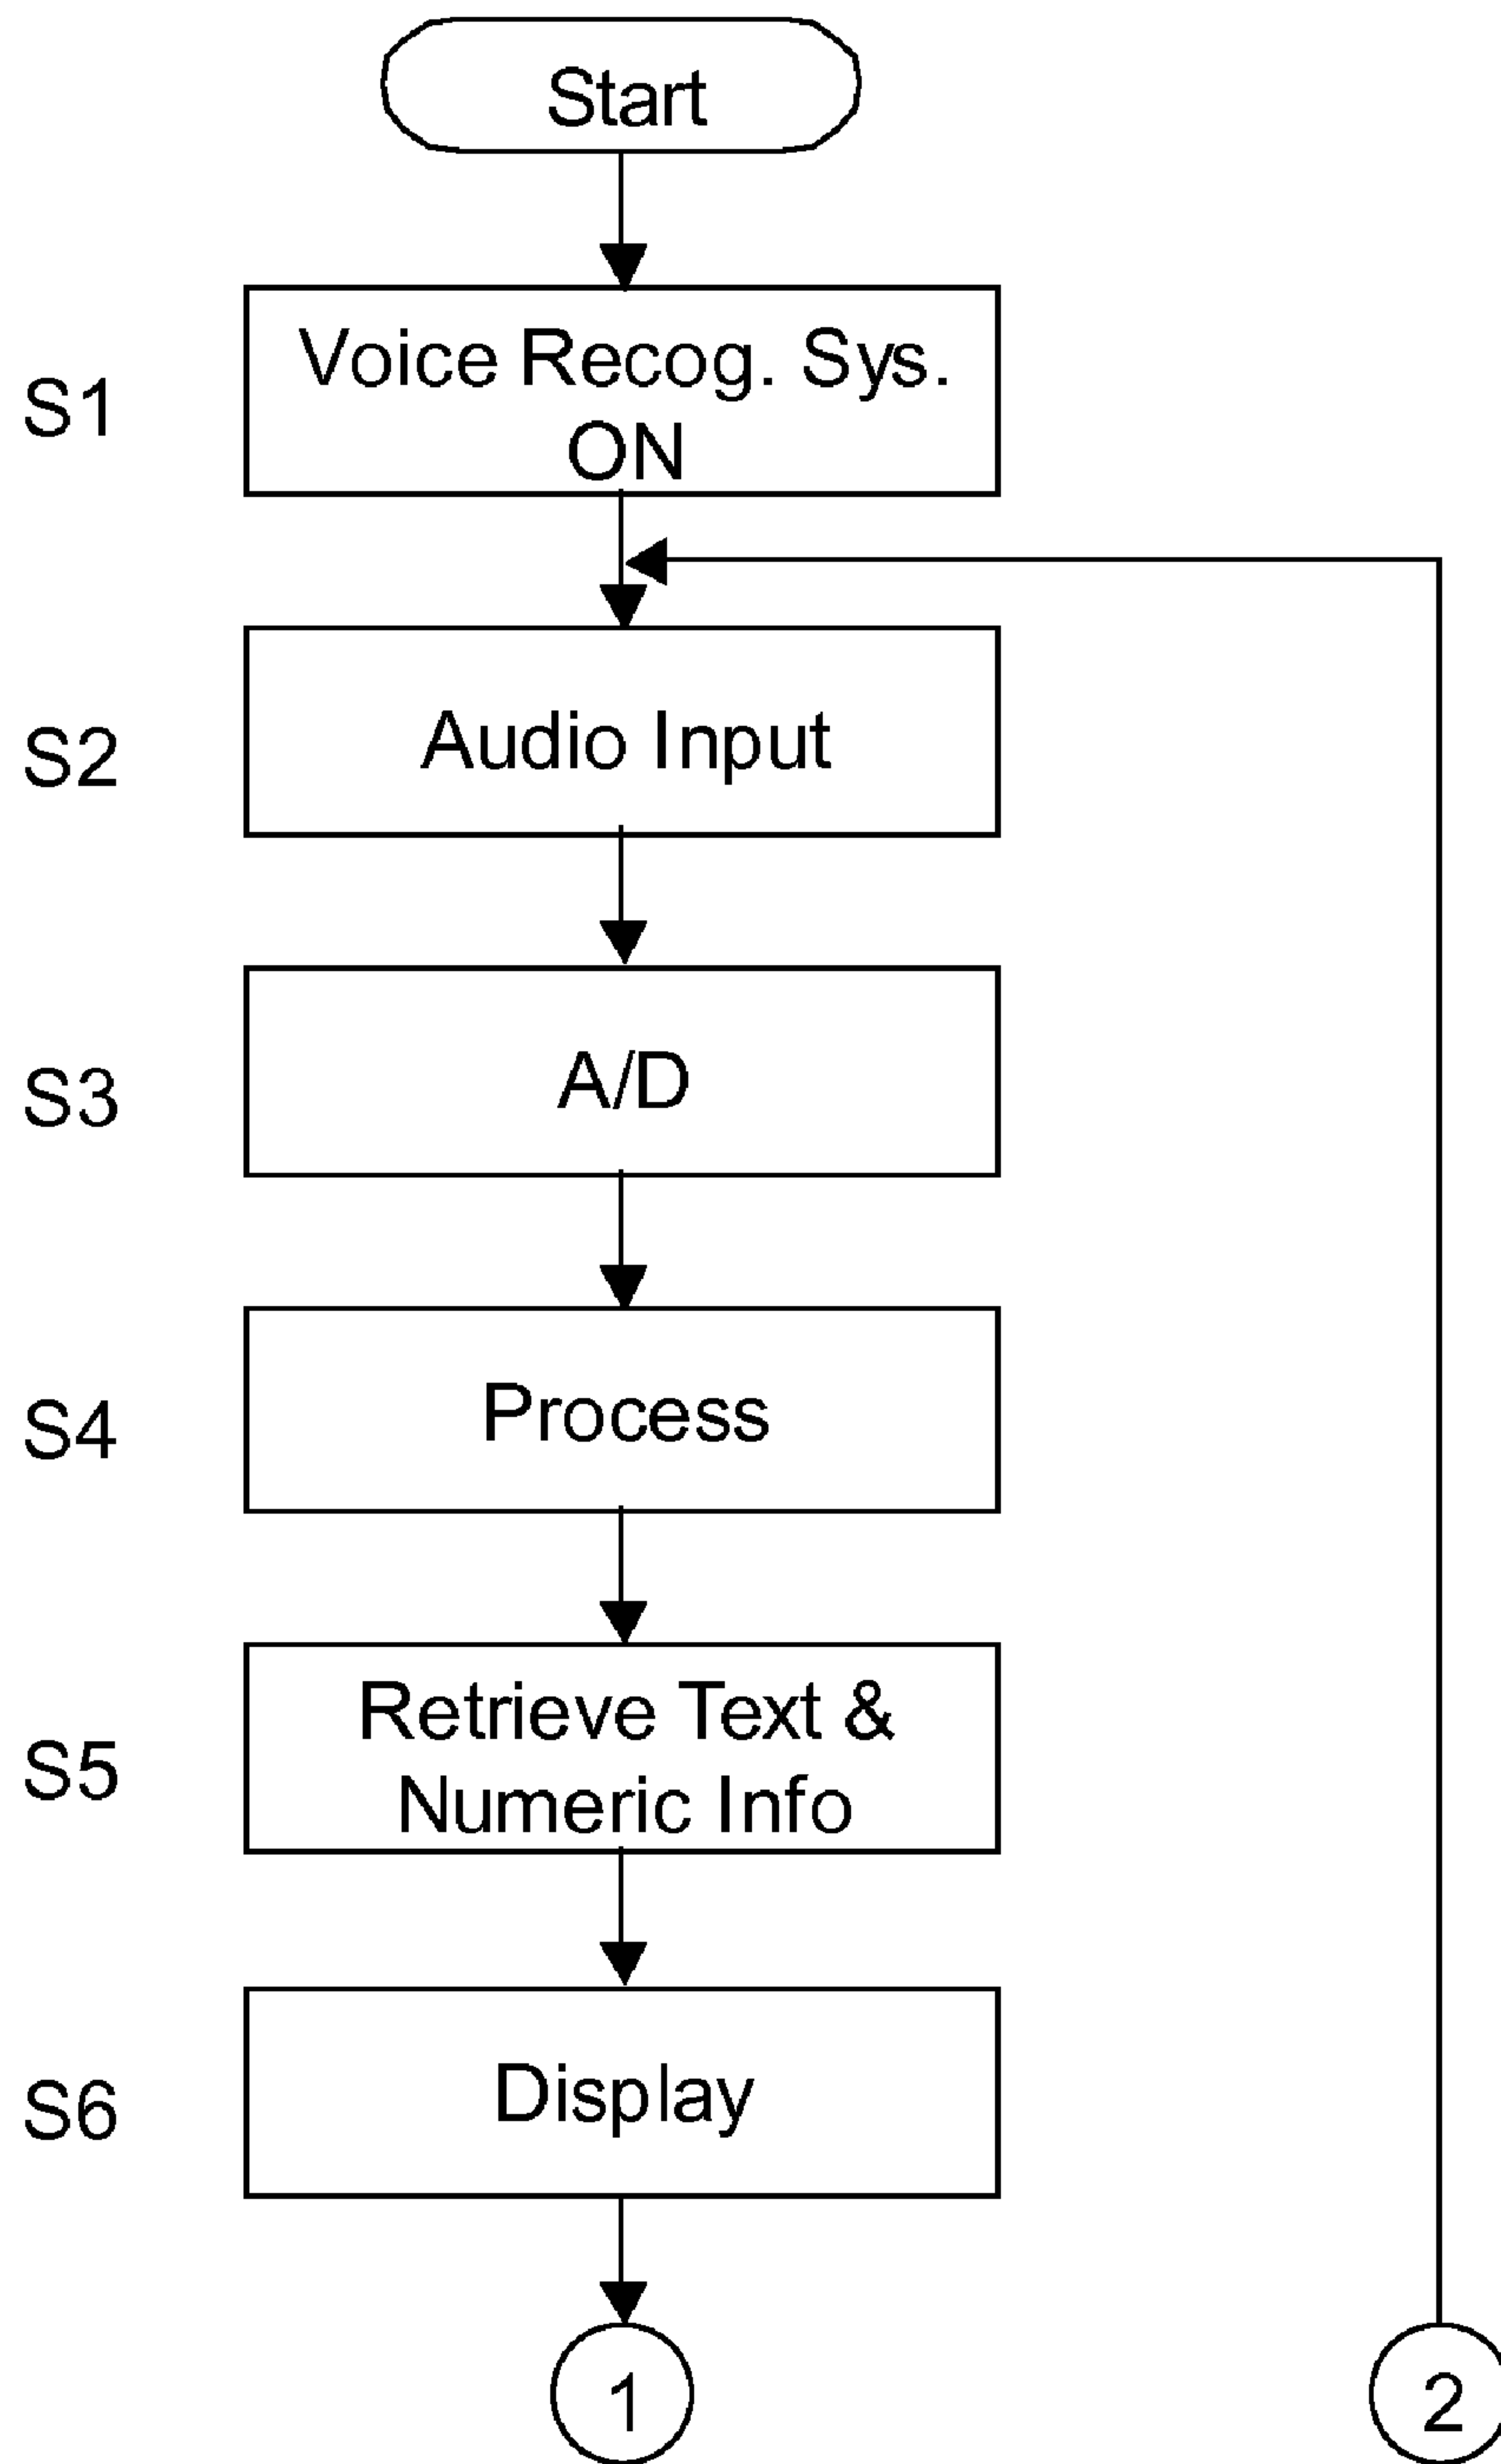 Start
S1
Voice Recog. Sys.
ON
S2
Audio Input
S3
A/D
S4
Process
S5
Retrieve Text &
Numeric Info
S6
Display
1
2